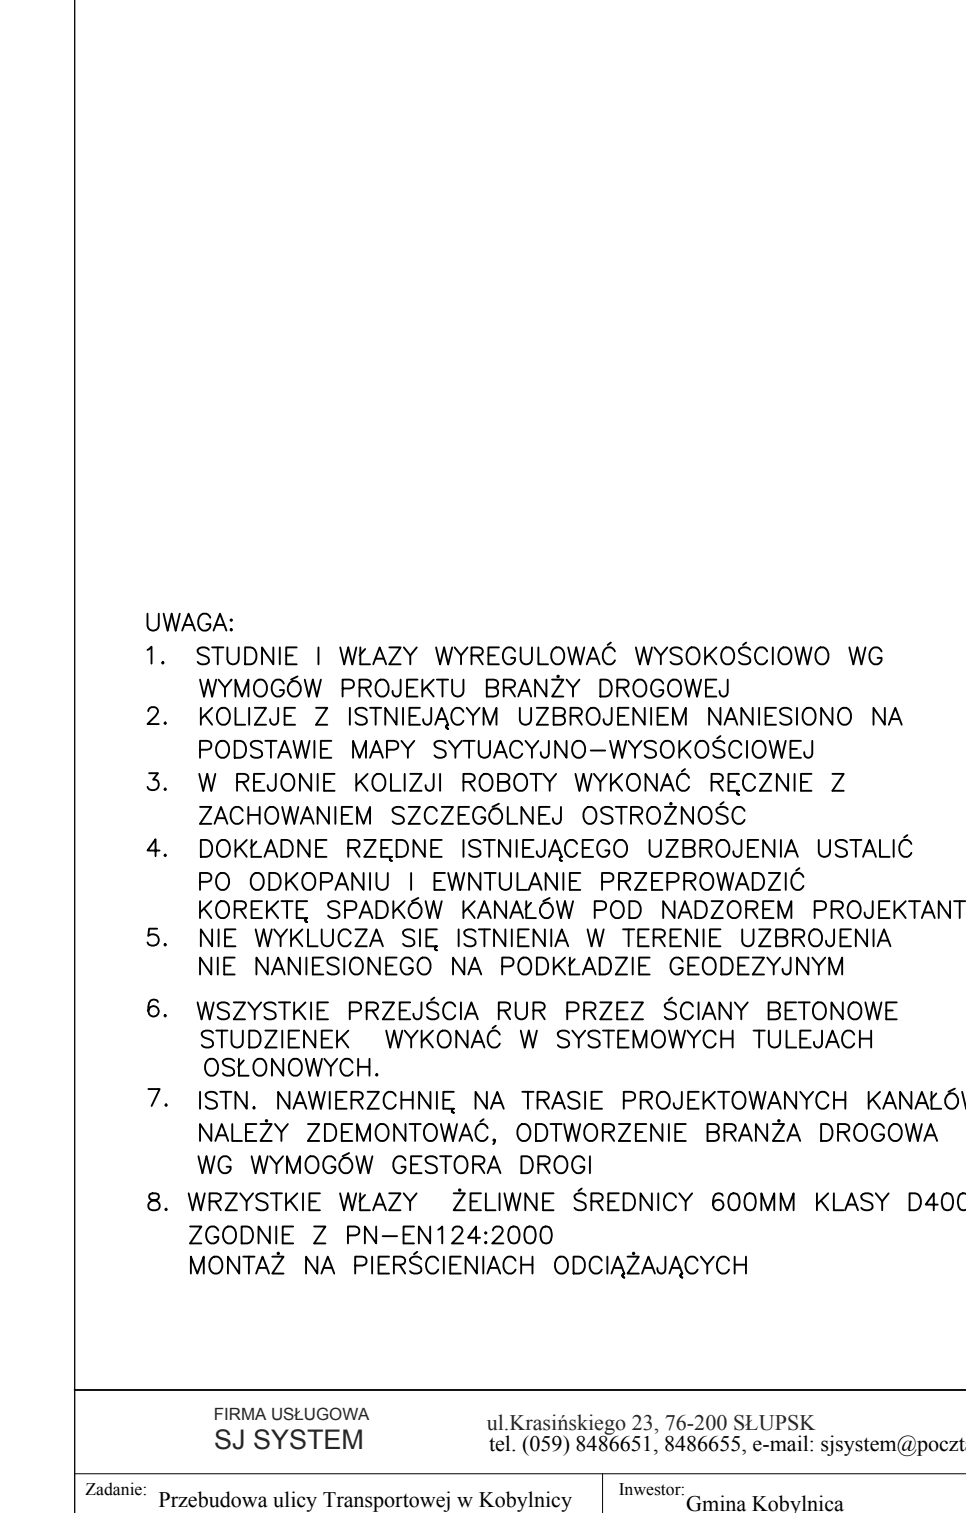 UWAGA:
1. STUDNIE I WŁAZY WYREGULOWAĆ WYSOKOŚCIOWO WG
WYMOGÓW PROJEKTU BRANŻY DROGOWEJ
2. KOLIZJE Z ISTNIEJĄCYM UZBROJENIEM NANIESIONO NA
PODSTAWIE MAPY SYTUACYJNO-WYSOKOŚCIOWEJ
3. W REJONIE KOLIZJI ROBOTY WYKONAĆ RĘCZNIE Z
ZACHOWANIEM SZCZEGÓLNEJ OSTROŻNOŚC
4. DOKŁADNE RZĘDNE ISTNIEJĄCEGO UZBROJENIA USTALIĆ
PO ODKOPANIU I EWNTULANIE PRZEPROWADZIĆ
KOREKTĘ SPADKÓW KANAŁÓW POD NADZOREM PROJEKTANT
5. NIE WYKLUCZA SIĘ ISTNIENIA W TERENIE UZBROJENIA
NIE NANIESIONEGO NA PODKŁADZIE GEODEZYJNYM
6. WSZYSTKIE PRZEJŚCIA RUR PRZEZ ŚCIANY BETONOWE
STUDZIENEK WYKONAĆ W SYSTEMOWYCH TULEJACH
OSŁONOWYCH.
7. ISTN. NAWIERZCHNIĘ NA TRASIE PROJEKTOWANYCH KANAŁÓW
NALEŻY ZDEMONTOWAĆ, ODTWORZENIE BRANŻA DROGOWA
WG WYMOGÓW GESTORA DROGI
8. WRZYSTKIE WŁAZY ŻELIWNE ŚREDNICY 600MM KLASY D400
ZGODNIE Z PN-EN124:2000
MONTAŻ NA PIERŚCIENIACH ODCIĄŻAJĄCYCH
FIRMA USŁUGOWA
SJ SYSTEM
ul.Krasińskiego 23, 76-200 SŁUPSK
tel. (059) 8486651, 8486655, e-mail: sjsystem@poczt
Zadanie: Przebudowa ulicy Transportowej w Kobylnicy
Inwestor: Gmina Kobylnica